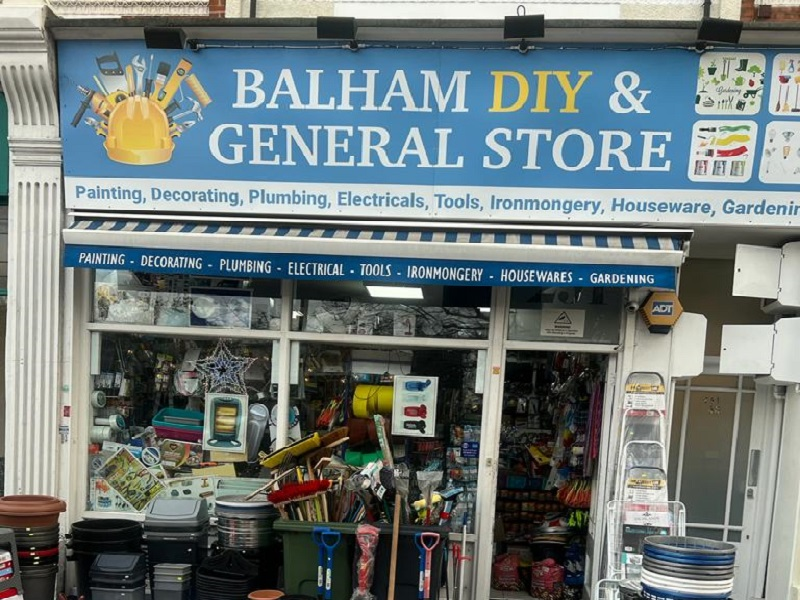 BALHAM DIY &
GENERAL STORE
Gardening
Painting, Decorating, Plumbing, Electricals, Tools, Ironmongery, Houseware, Gardenin
PAINTING - DECORATING - PLUMBING - ELECTRICAL - TOOLS - IRONMONGERY - HOUSEWARES - GARDENING
ADT